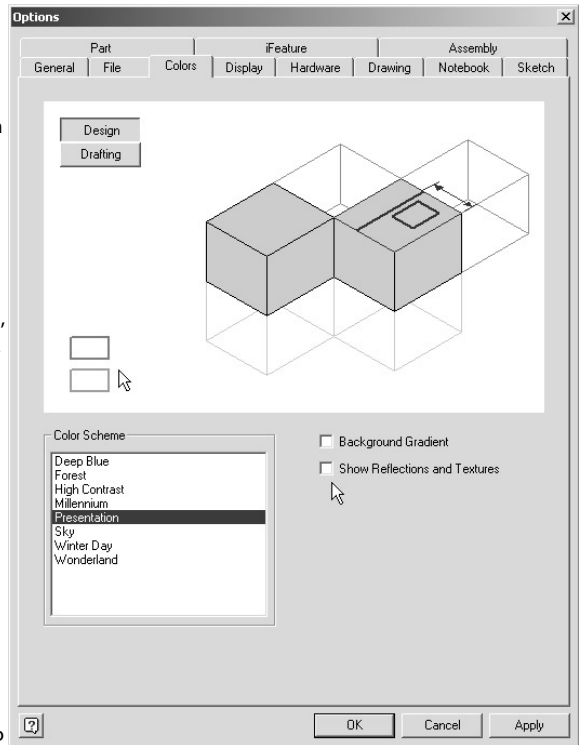 Options
Part iFeature Assembly
General File Colors Display Hardware Drawing Notebook Sketch
Design
Drafting
Color Scheme
Deep Blue
Forest
High Contrast
Millennium
Presentation
Sky
Winter Day
Wonderland
Background Gradient
Show Reflections and Textures
OK Cancel Apply